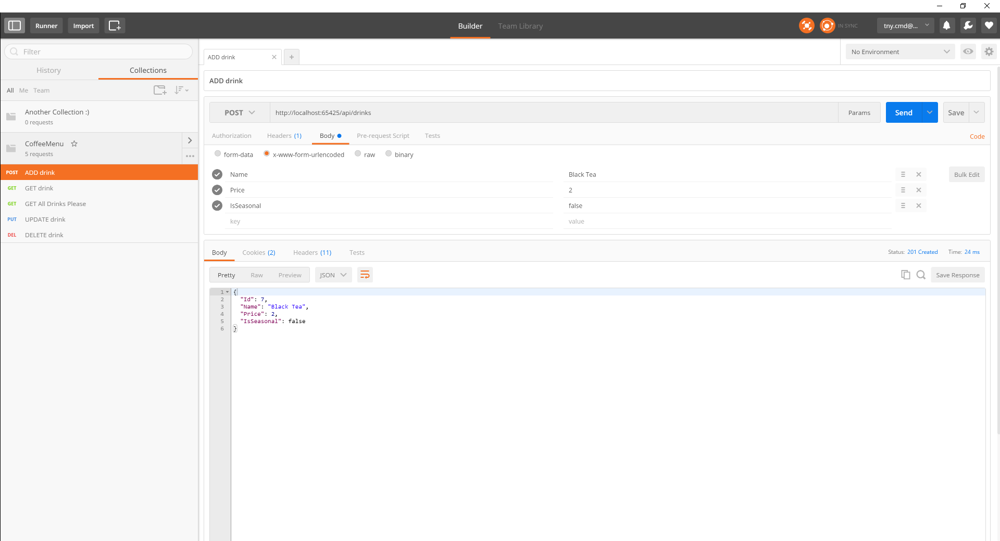 Runner Import Builder Team Library IN SYNC tny.cmd@...
Filter
History Collections
All Me Team
Another Collection :)
0 requests
CoffeeMenu
5 requests
POST ADD drink
GET GET drink
GET GET All Drinks Please
PUT UPDATE drink
DEL DELETE drink
ADD drink No Environment
ADD drink
POST http://localhost:65425/api/drinks Params Send Save
Authorization Headers (1) Body Pre-request Script Tests Code
form-data x-www-form-urlencoded raw binary
Name Black Tea Bulk Edit
Price 2
IsSeasonal false
key value
Body Cookies (2) Headers (11) Tests Status: 201 Created Time: 24 ms
Pretty Raw Preview JSON Save Response
1 {
2 "Id": 7,
3 "Name": "Black Tea",
4 "Price": 2,
5 "IsSeasonal": false
6 }